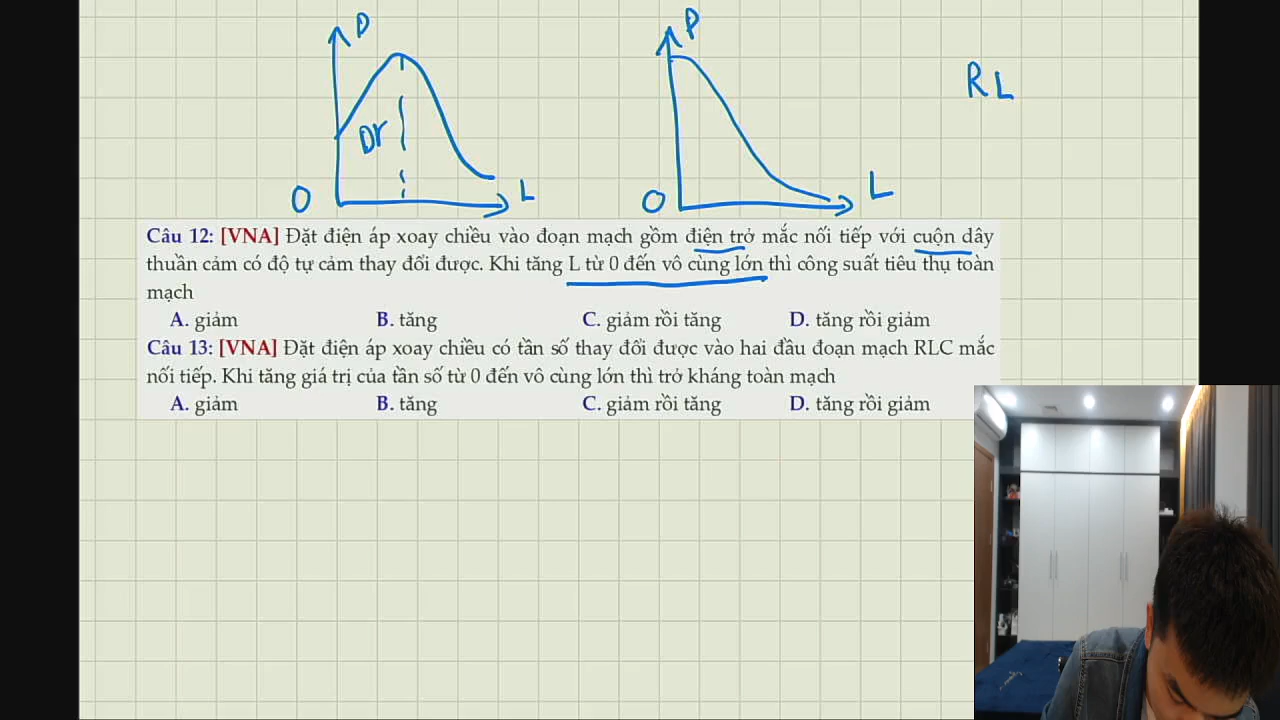 P P
RL
Dr
O L O L
Câu 12: [VNA] Đặt điện áp xoay chiều vào đoạn mạch gồm điện trở mắc nối tiếp với cuộn dây
thuần cảm có độ tự cảm thay đổi được. Khi tăng L từ 0 đến vô cùng lớn thì công suất tiêu thụ toàn
mạch
A. giảm B. tăng C. giảm rồi tăng D. tăng rồi giảm
Câu 13: [VNA] Đặt điện áp xoay chiều có tần số thay đổi được vào hai đầu đoạn mạch RLC mắc
nối tiếp. Khi tăng giá trị của tần số từ 0 đến vô cùng lớn thì trở kháng toàn mạch
A. giảm B. tăng C. giảm rồi tăng D. tăng rồi giảm